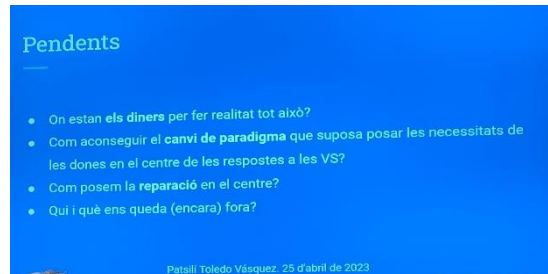 Pendents
On estan els diners per fer realitat tot això?
Com aconseguir el canvi de paradigma que suposa posar les necessitats de
les dones en el centre de les respostes a les VS?
Com posem la reparació en el centre?
Qui i què ens queda (encara) fora?
Patsilí Toledo Vásquez. 25 d'abril de 2023